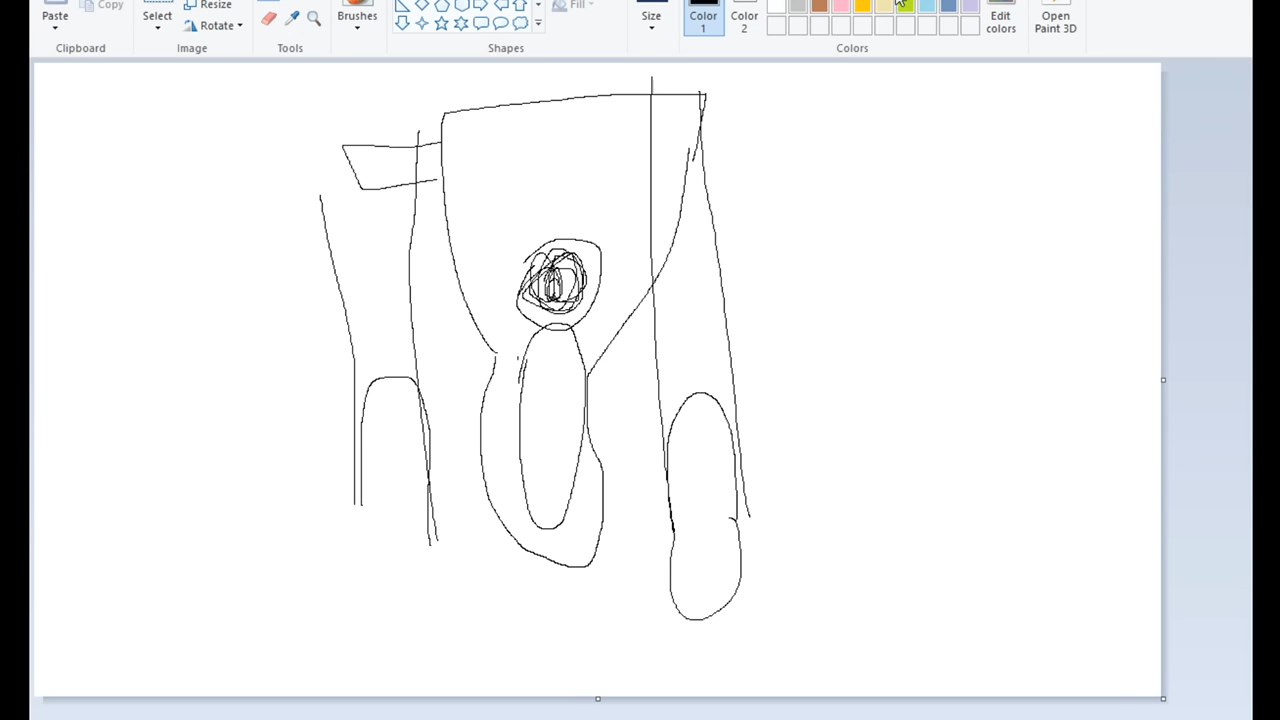 Resize
Copy
Paste
Select
Rotate
Brushes
Fill
Size
Color
1
Color
2
Edit
colors
Open
Paint 3D
Clipboard
Image
Tools
Shapes
Colors